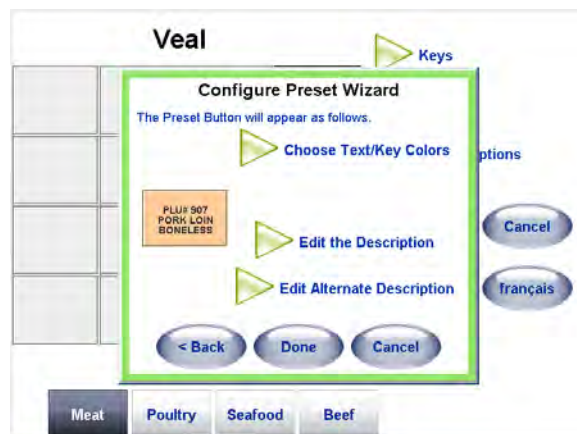 Veal
Keys
Configure Preset Wizard
The Preset Button will appear as follows.
Choose Text/Key Colors
ptions
PLU# 907
PORK LOIN
BONELESS
Edit the Description
Cancel
Edit Alternate Description
français
< Back
Done
Cancel
Meat
Poultry
Seafood
Beef